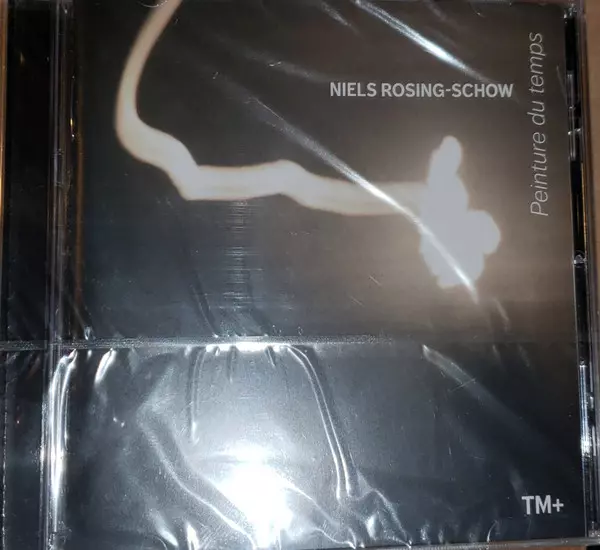 NIELS ROSING-SCHOW
Peinture du temps
TM+